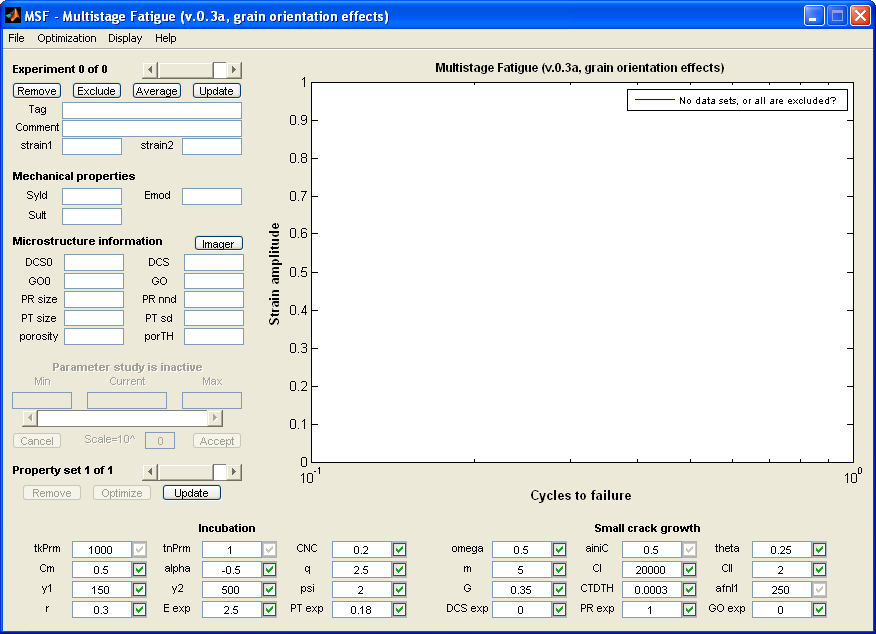 MSF - Multistage Fatigue (v.0.3a, grain orientation effects)
File Optimization Display Help
Experiment 0 of 0
Remove Exclude Average Update
Tag
Comment
strain1 strain2
Mechanical properties
Syld Emod
Sult
Microstructure information Imager
DCS0 DCS
GO0 GO
PR size PR nnd
PT size PT sd
porosity porTH
Parameter study is inactive
Min Current Max
Cancel Scale=10^ 0 Accept
Property set 1 of 1
Remove Optimize Update
Multistage Fatigue (v.0.3a, grain orientation effects)
No data sets, or all are excluded?
Strain amplitude
1
0.9
0.8
0.7
0.6
0.5
0.4
0.3
0.2
0.1
0
10^-1 10^0
Cycles to failure
Incubation
tkPrm 1000 tnPrm 1 CNC 0.2
Cm 0.5 alpha -0.5 q 2.5
y1 150 y2 500 psi 2
r 0.3 E exp 2.5 PT exp 0.18
Small crack growth
omega 0.5 ainiC 0.5 theta 0.25
m 5 CI 20000 CII 2
G 0.35 CTDTH 0.0003 afnl1 250
DCS exp 0 PR exp 1 GO exp 0